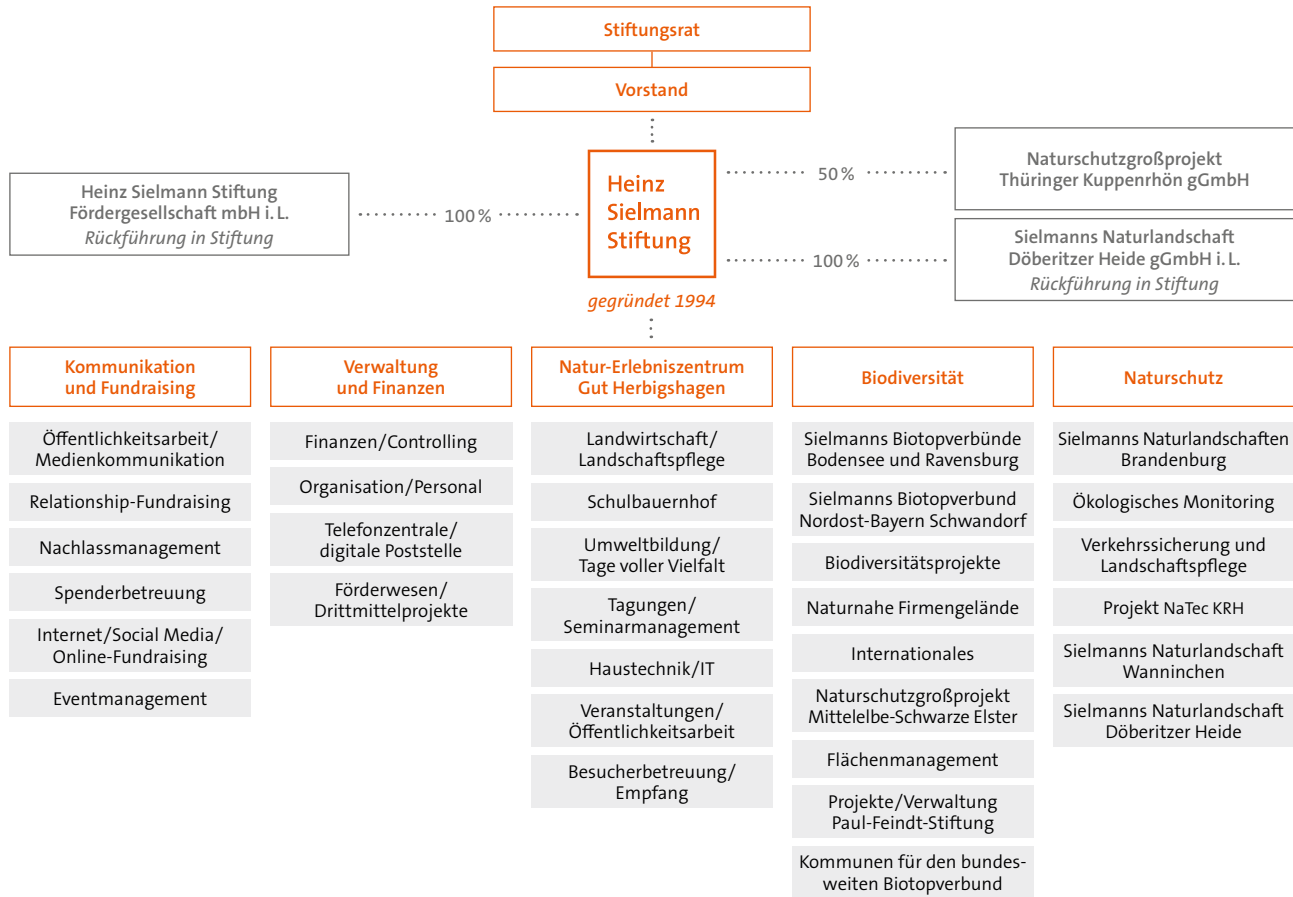 Stiftungsrat
Vorstand
Heinz Sielmann Stiftung
Fördergesellschaft mbH i. L.
Rückführung in Stiftung
100 %
Heinz
Sielmann
Stiftung
gegründet 1994
50 %
Naturschutzgroßprojekt
Thüringer Kuppenrhön gGmbH
100 %
Sielmanns Naturlandschaft
Döberitzer Heide gGmbH i. L.
Rückführung in Stiftung
Kommunikation
und Fundraising
Öffentlichkeitsarbeit/
Medienkommunikation
Relationship-Fundraising
Nachlassmanagement
Spenderbetreuung
Internet/Social Media/
Online-Fundraising
Eventmanagement
Verwaltung
und Finanzen
Finanzen/Controlling
Organisation/Personal
Telefonzentrale/
digitale Poststelle
Förderwesen/
Drittmittelprojekte
Natur-Erlebniszentrum
Gut Herbigshagen
Landwirtschaft/
Landschaftspflege
Schulbauernhof
Umweltbildung/
Tage voller Vielfalt
Tagungen/
Seminarmanagement
Haustechnik/IT
Veranstaltungen/
Öffentlichkeitsarbeit
Besucherbetreuung/
Empfang
Biodiversität
Sielmanns Biotopverbünde
Bodensee und Ravensburg
Sielmanns Biotopverbund
Nordost-Bayern Schwandorf
Biodiversitätsprojekte
Naturnahe Firmengelände
Internationales
Naturschutzgroßprojekt
Mittelelbe-Schwarze Elster
Flächenmanagement
Projekte/Verwaltung
Paul-Feindt-Stiftung
Kommunen für den bundes-
weiten Biotopverbund
Naturschutz
Sielmanns Naturlandschaften
Brandenburg
Ökologisches Monitoring
Verkehrssicherung und
Landschaftspflege
Projekt NaTec KRH
Sielmanns Naturlandschaft
Wanninchen
Sielmanns Naturlandschaft
Döberitzer Heide